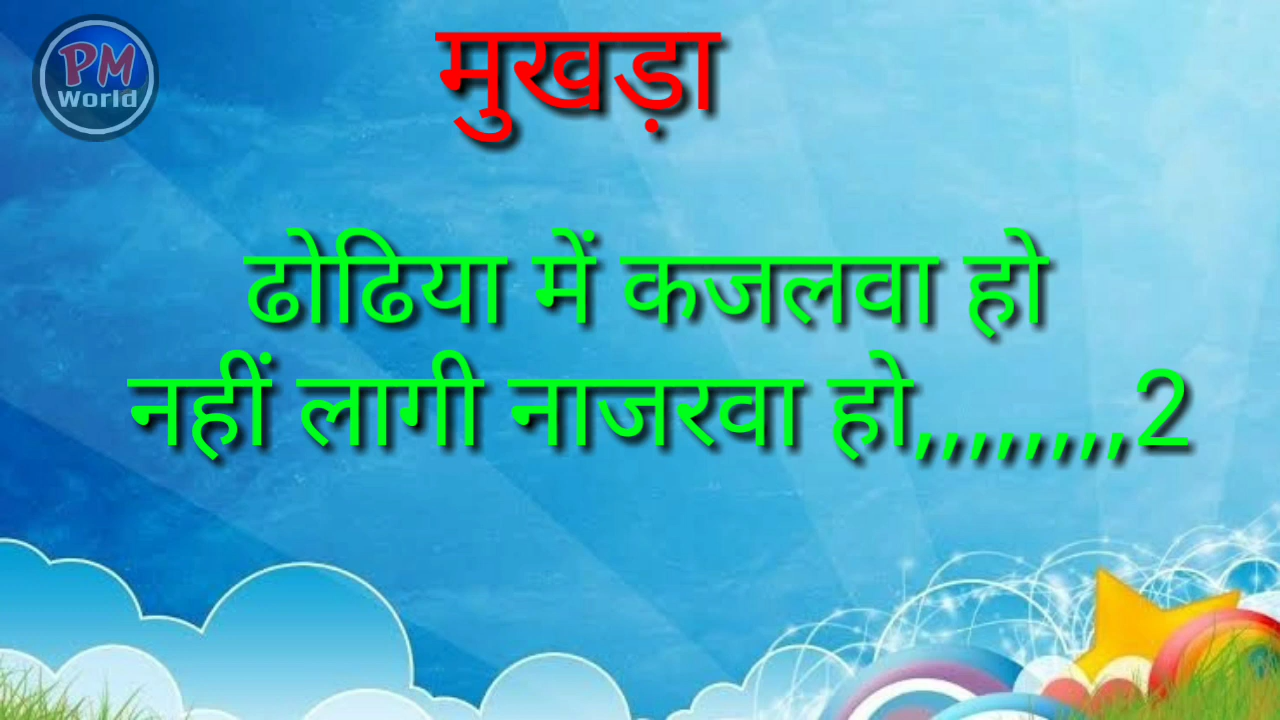 PM
World
मुखड़ा
ढोढिया में कजलवा हो
नहीं लागी नाजरवा हो,,,,,,,,2